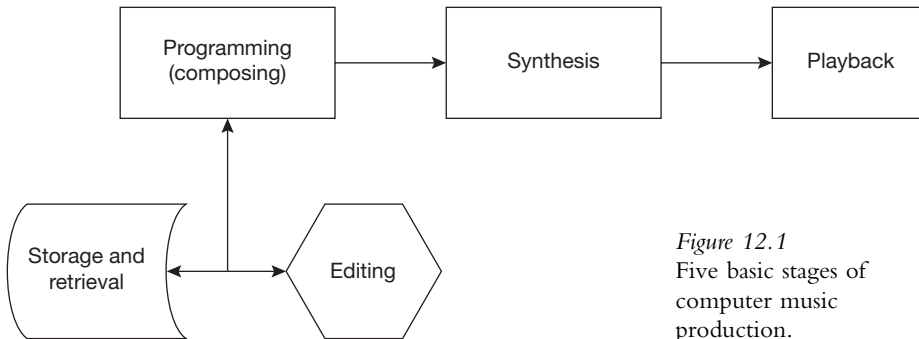 Programming
(composing)
Synthesis
Playback
Storage and
retrieval
Editing
Figure 12.1
Five basic stages of
computer music
production.